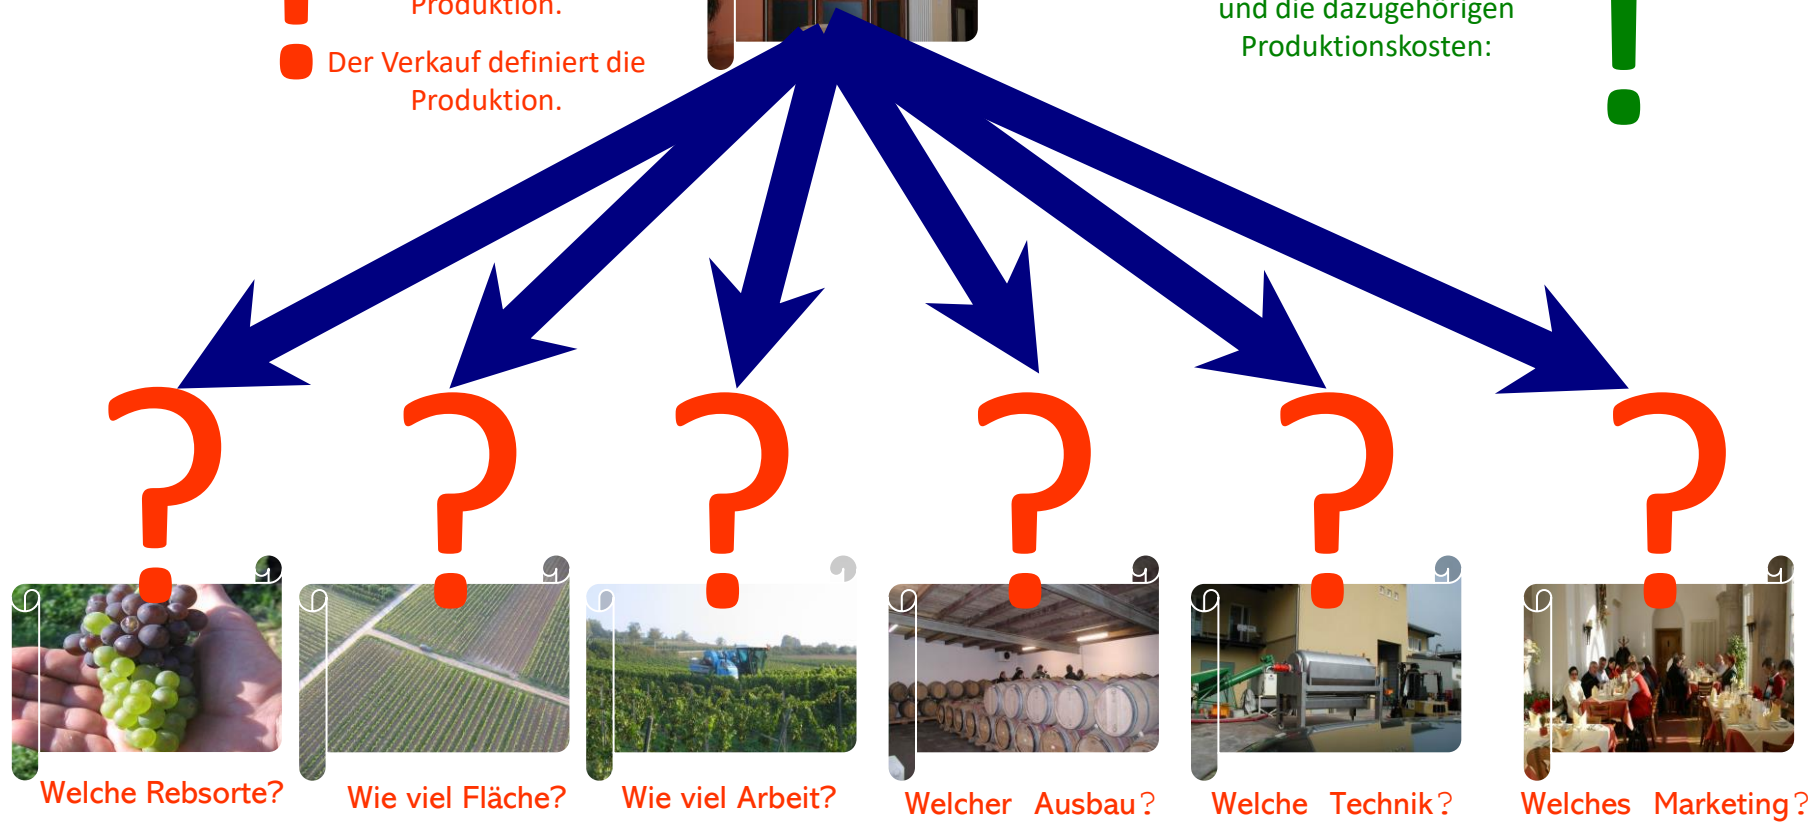 Produktion.
Der Verkauf definiert die
Produktion.
und die dazugehörigen
Produktionskosten:
!
?
?
?
?
?
?
Welche Rebsorte?
Wie viel Fläche?
Wie viel Arbeit?
Welcher Ausbau?
Welche Technik?
Welches Marketing?